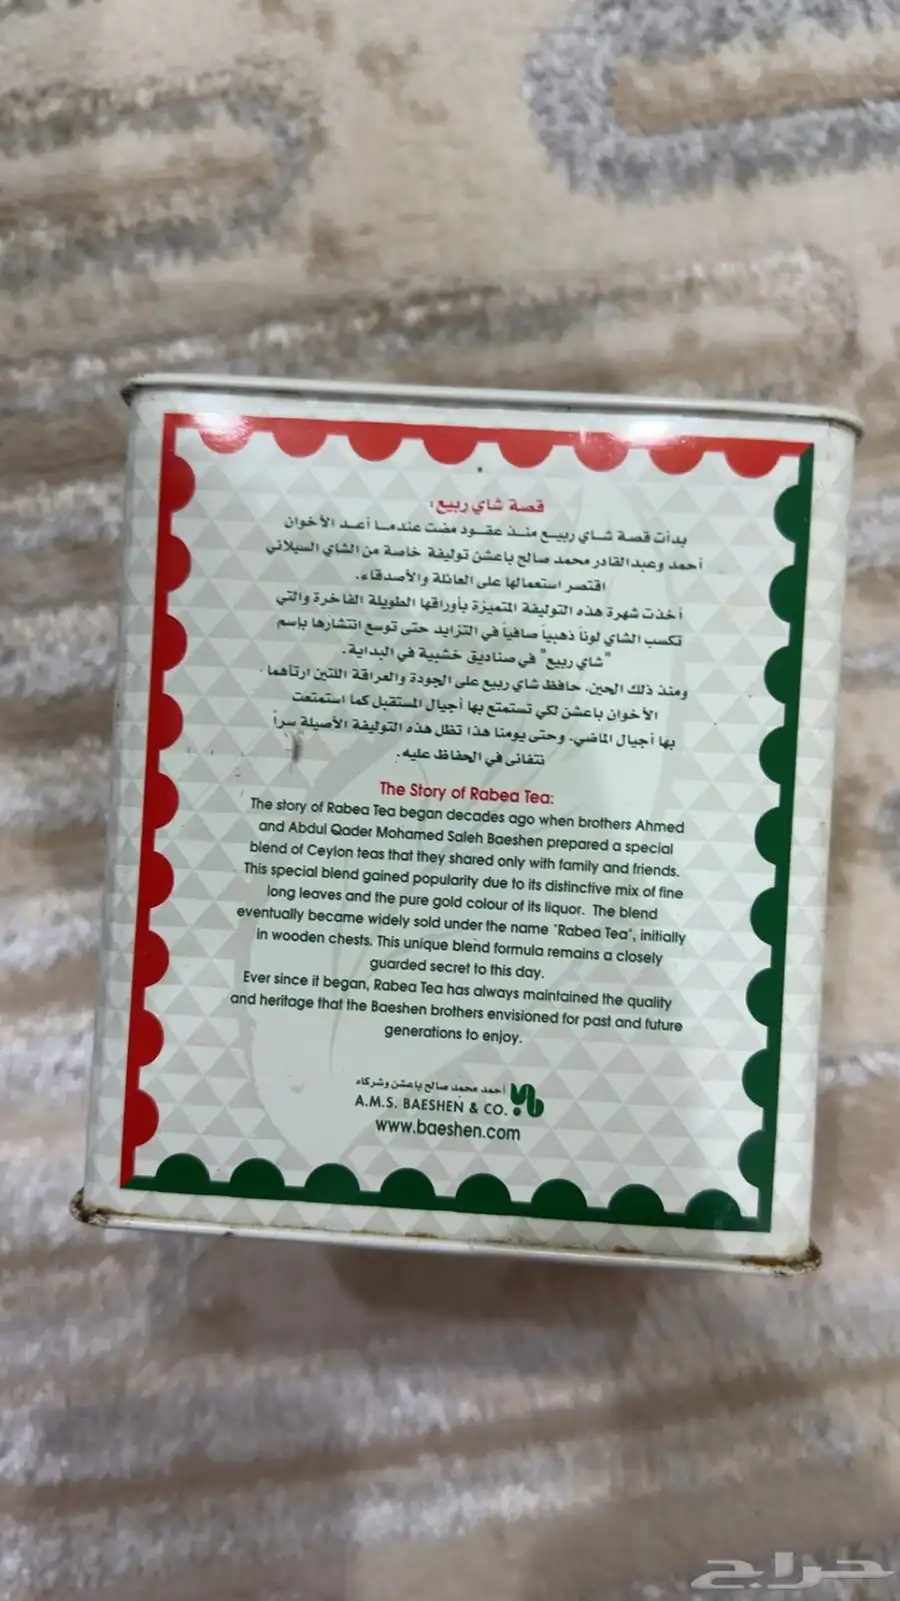 قصة شاي ربيع:
بدأت قصة شاي ربيع منذ عقود مضت عندما أعد الأخوان
أحمد وعبدالقادر محمد صالح باعشن توليفة خاصة من الشاي السيلاني
اقتصر استعمالها على العائلة والأصدقاء.
أخذت شهرة هذه التوليفة المتميزة بأوراقها الطويلة الفاخرة والتي
تكسب الشاي لوناً ذهبياً صافياً في التزايد حتى توسع انتشارها بإسم
"شاي ربيع" في صناديق خشبية في البداية.
ومنذ ذلك الحين، حافظ شاي ربيع على الجودة والعراقة اللتين ارتآهما
الأخوان باعشن لكي تستمتع بها أجيال المستقبل كما استمتعت
بها أجيال الماضي. وحتى يومنا هذا تظل هذه التوليفة الأصيلة سراً
نتفانى في الحفاظ عليه.
The Story of Rabea Tea:
The story of Rabea Tea began decades ago when brothers Ahmed
and Abdul Qader Mohamed Saleh Baeshen prepared a special
blend of Ceylon teas that they shared only with family and friends.
This special blend gained popularity due to its distinctive mix of fine
long leaves and the pure gold colour of its liquor. The blend
eventually became widely sold under the name "Rabea Tea", initially
in wooden chests. This unique blend formula remains a closely
guarded secret to this day.
Ever since it began, Rabea Tea has always maintained the quality
and heritage that the Baeshen brothers envisioned for past and future
generations to enjoy.
أحمد محمد صالح باعشن وشركاه
A.M.S. BAESHEN & CO.
www.baeshen.com
حراج